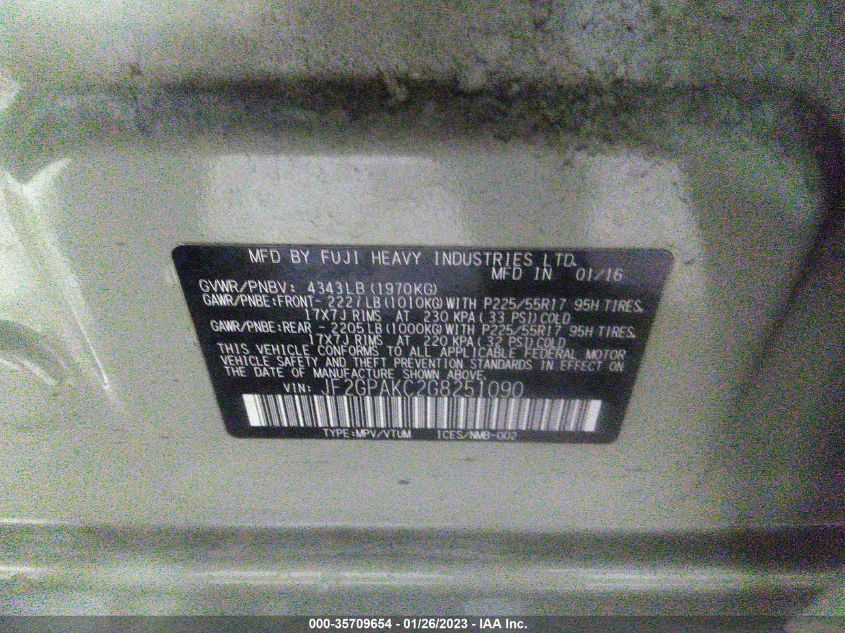 MFD BY FUJI HEAVY INDUSTRIES LTD.
MFD IN 01/16
GVWR/PNBV: 4343LB (1970KG)
GAWR/PNBE:FRONT- 2227LB (1010KG) WITH P225/55R17 95H TIRES,
17X7J RIMS AT 230 KPA ( 33 PSI) COLD
GAWR/PNBE:REAR - 2205LB (1000KG) WITH P225/55R17 95H TIRES,
17X7J RIMS AT 220 KPA ( 32 PSI) COLD
THIS VEHICLE CONFORMS TO ALL APPLICABLE FEDERAL MOTOR
VEHICLE SAFETY AND THEFT PREVENTION STANDARDS IN EFFECT ON
THE DATE OF MANUFACTURE SHOWN ABOVE.
VIN: JF2GPAKC2G8251090
TYPE:MPV/VTUM ICES/NMB-002
000-35709654 - 01/26/2023 - IAA Inc.